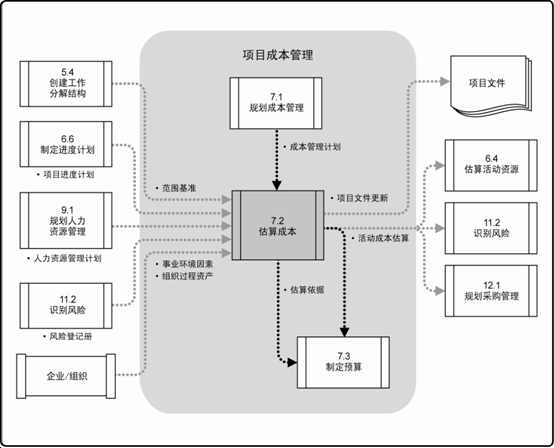 项目成本管理
5.4
创建工作
分解结构
7.1
规划成本管理
项目文件
6.6
制定进度计划
• 项目进度计划
• 成本管理计划
6.4
估算活动资源
• 范围基准
9.1
规划人力
资源管理
• 人力资源管理计划
7.2
估算成本
• 项目文件更新
11.2
识别风险
• 活动成本估算
• 事业环境因素
• 组织过程资产
• 估算依据
11.2
识别风险
• 风险登记册
12.1
规划采购管理
企业/组织
7.3
制定预算